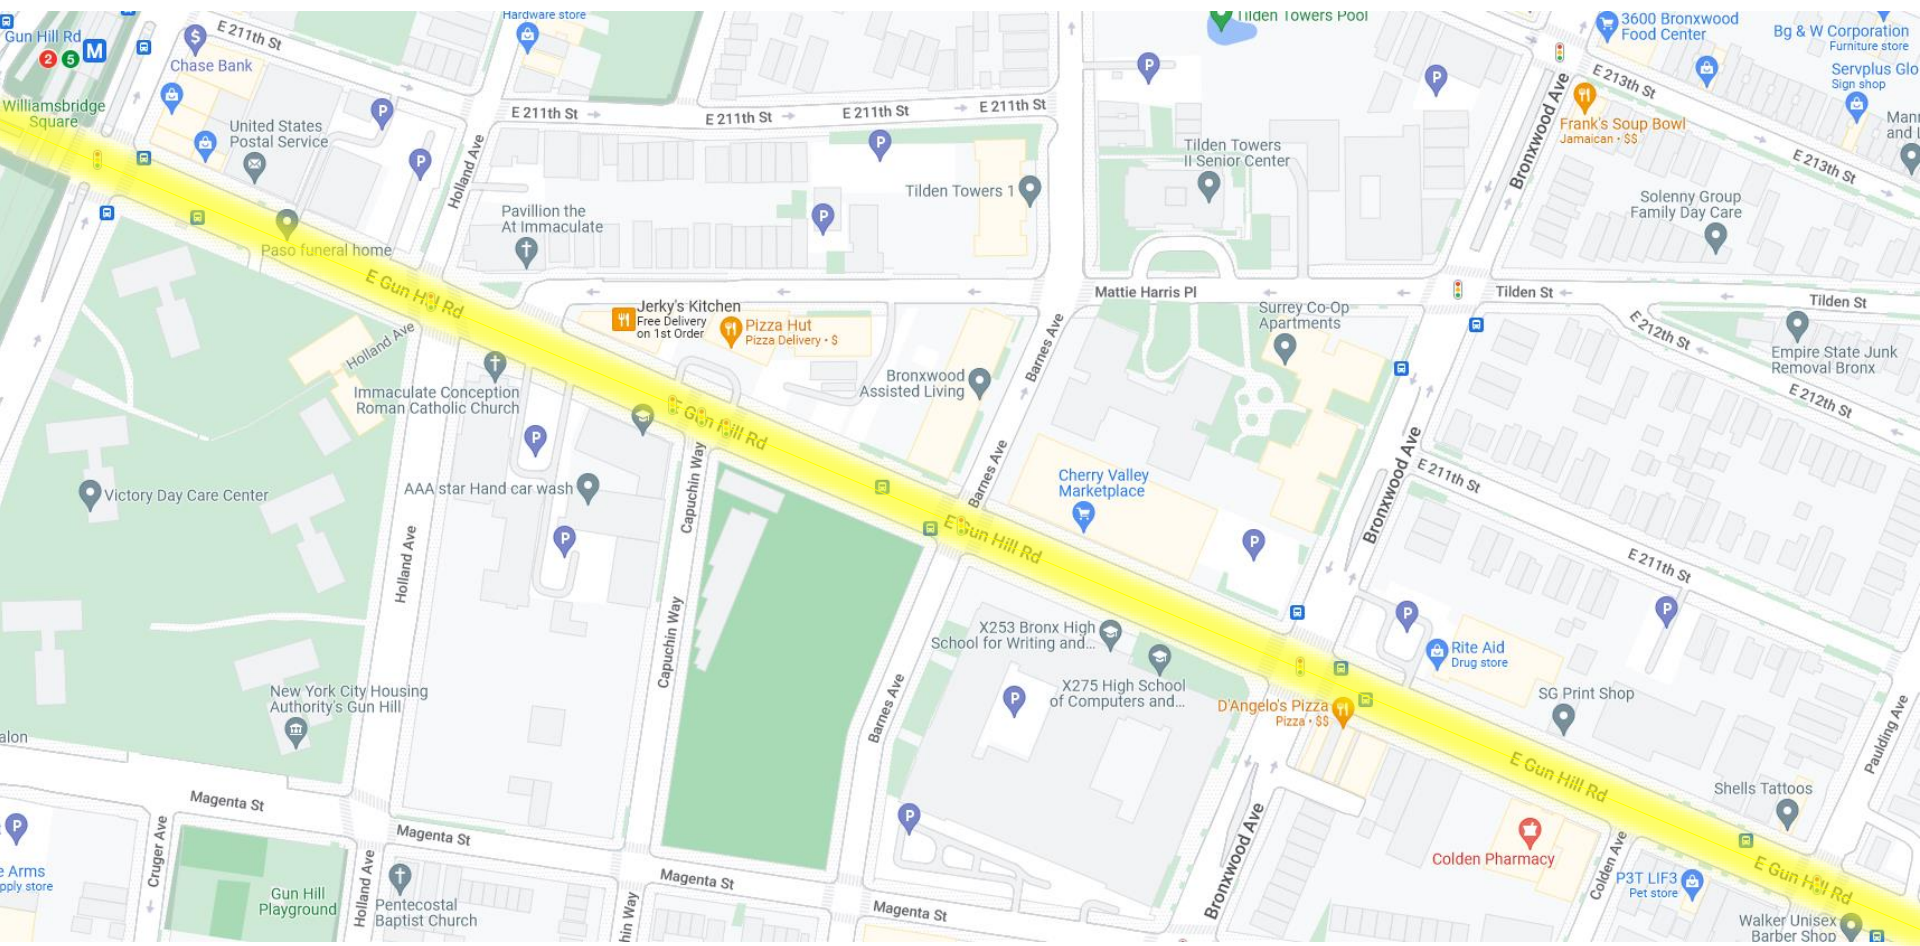 Hardware store
Gun Hill Rd
2 5 M
Williamsbridge
Square
$
Chase Bank
E 211th St
United States
Postal Service
P
P
Holland Ave
E 211th St
E 211th St
E 211th St
E 211th St
P
Tilden Towers 1
P
Pavillion the
At Immaculate
Paso funeral home
Tilden Towers Pool
P
P
Tilden Towers
II Senior Center
3600 Bronxwood
Food Center
Bg & W Corporation
Furniture store
Servplus Glo
Sign shop
E 213th St
Frank's Soup Bowl
Jamaican • $$
Bronxwood Ave
E 213th St
Solenny Group
Family Day Care
E Gun Hill Rd
Holland Ave
Jerky's Kitchen
Free Delivery
on 1st Order
Pizza Hut
Pizza Delivery • $
Mattie Harris Pl
Tilden St
Tilden St
E 212th St
E 212th St
Empire State Junk
Removal Bronx
Surrey Co-Op
Apartments
Barnes Ave
Bronxwood
Assisted Living
Immaculate Conception
Roman Catholic Church
P
E Gun Hill Rd
Capuchin Way
AAA star Hand car wash
Victory Day Care Center
P
Holland Ave
Barnes Ave
Cherry Valley
Marketplace
P
Bronxwood Ave
E 211th St
E 211th St
E Gun Hill Rd
P
P
Rite Aid
Drug store
X253 Bronx High
School for Writing and...
X275 High School
of Computers and...
P
Capuchin Way
Barnes Ave
D'Angelo's Pizza
Pizza • $$
SG Print Shop
Paulding Ave
New York City Housing
Authority's Gun Hill
alon
E Gun Hill Rd
Shells Tattoos
Magenta St
Magenta St
Magenta St
Magenta St
P
P
Cruger Ave
Holland Ave
Gun Hill
Playground
Pentecostal
Baptist Church
e Arms
pply store
hin Way
Bronxwood Ave
Colden Pharmacy
Colden Ave
P3T LIF3
Pet store
E Gun Hill Rd
Walker Unisex
Barber Shop